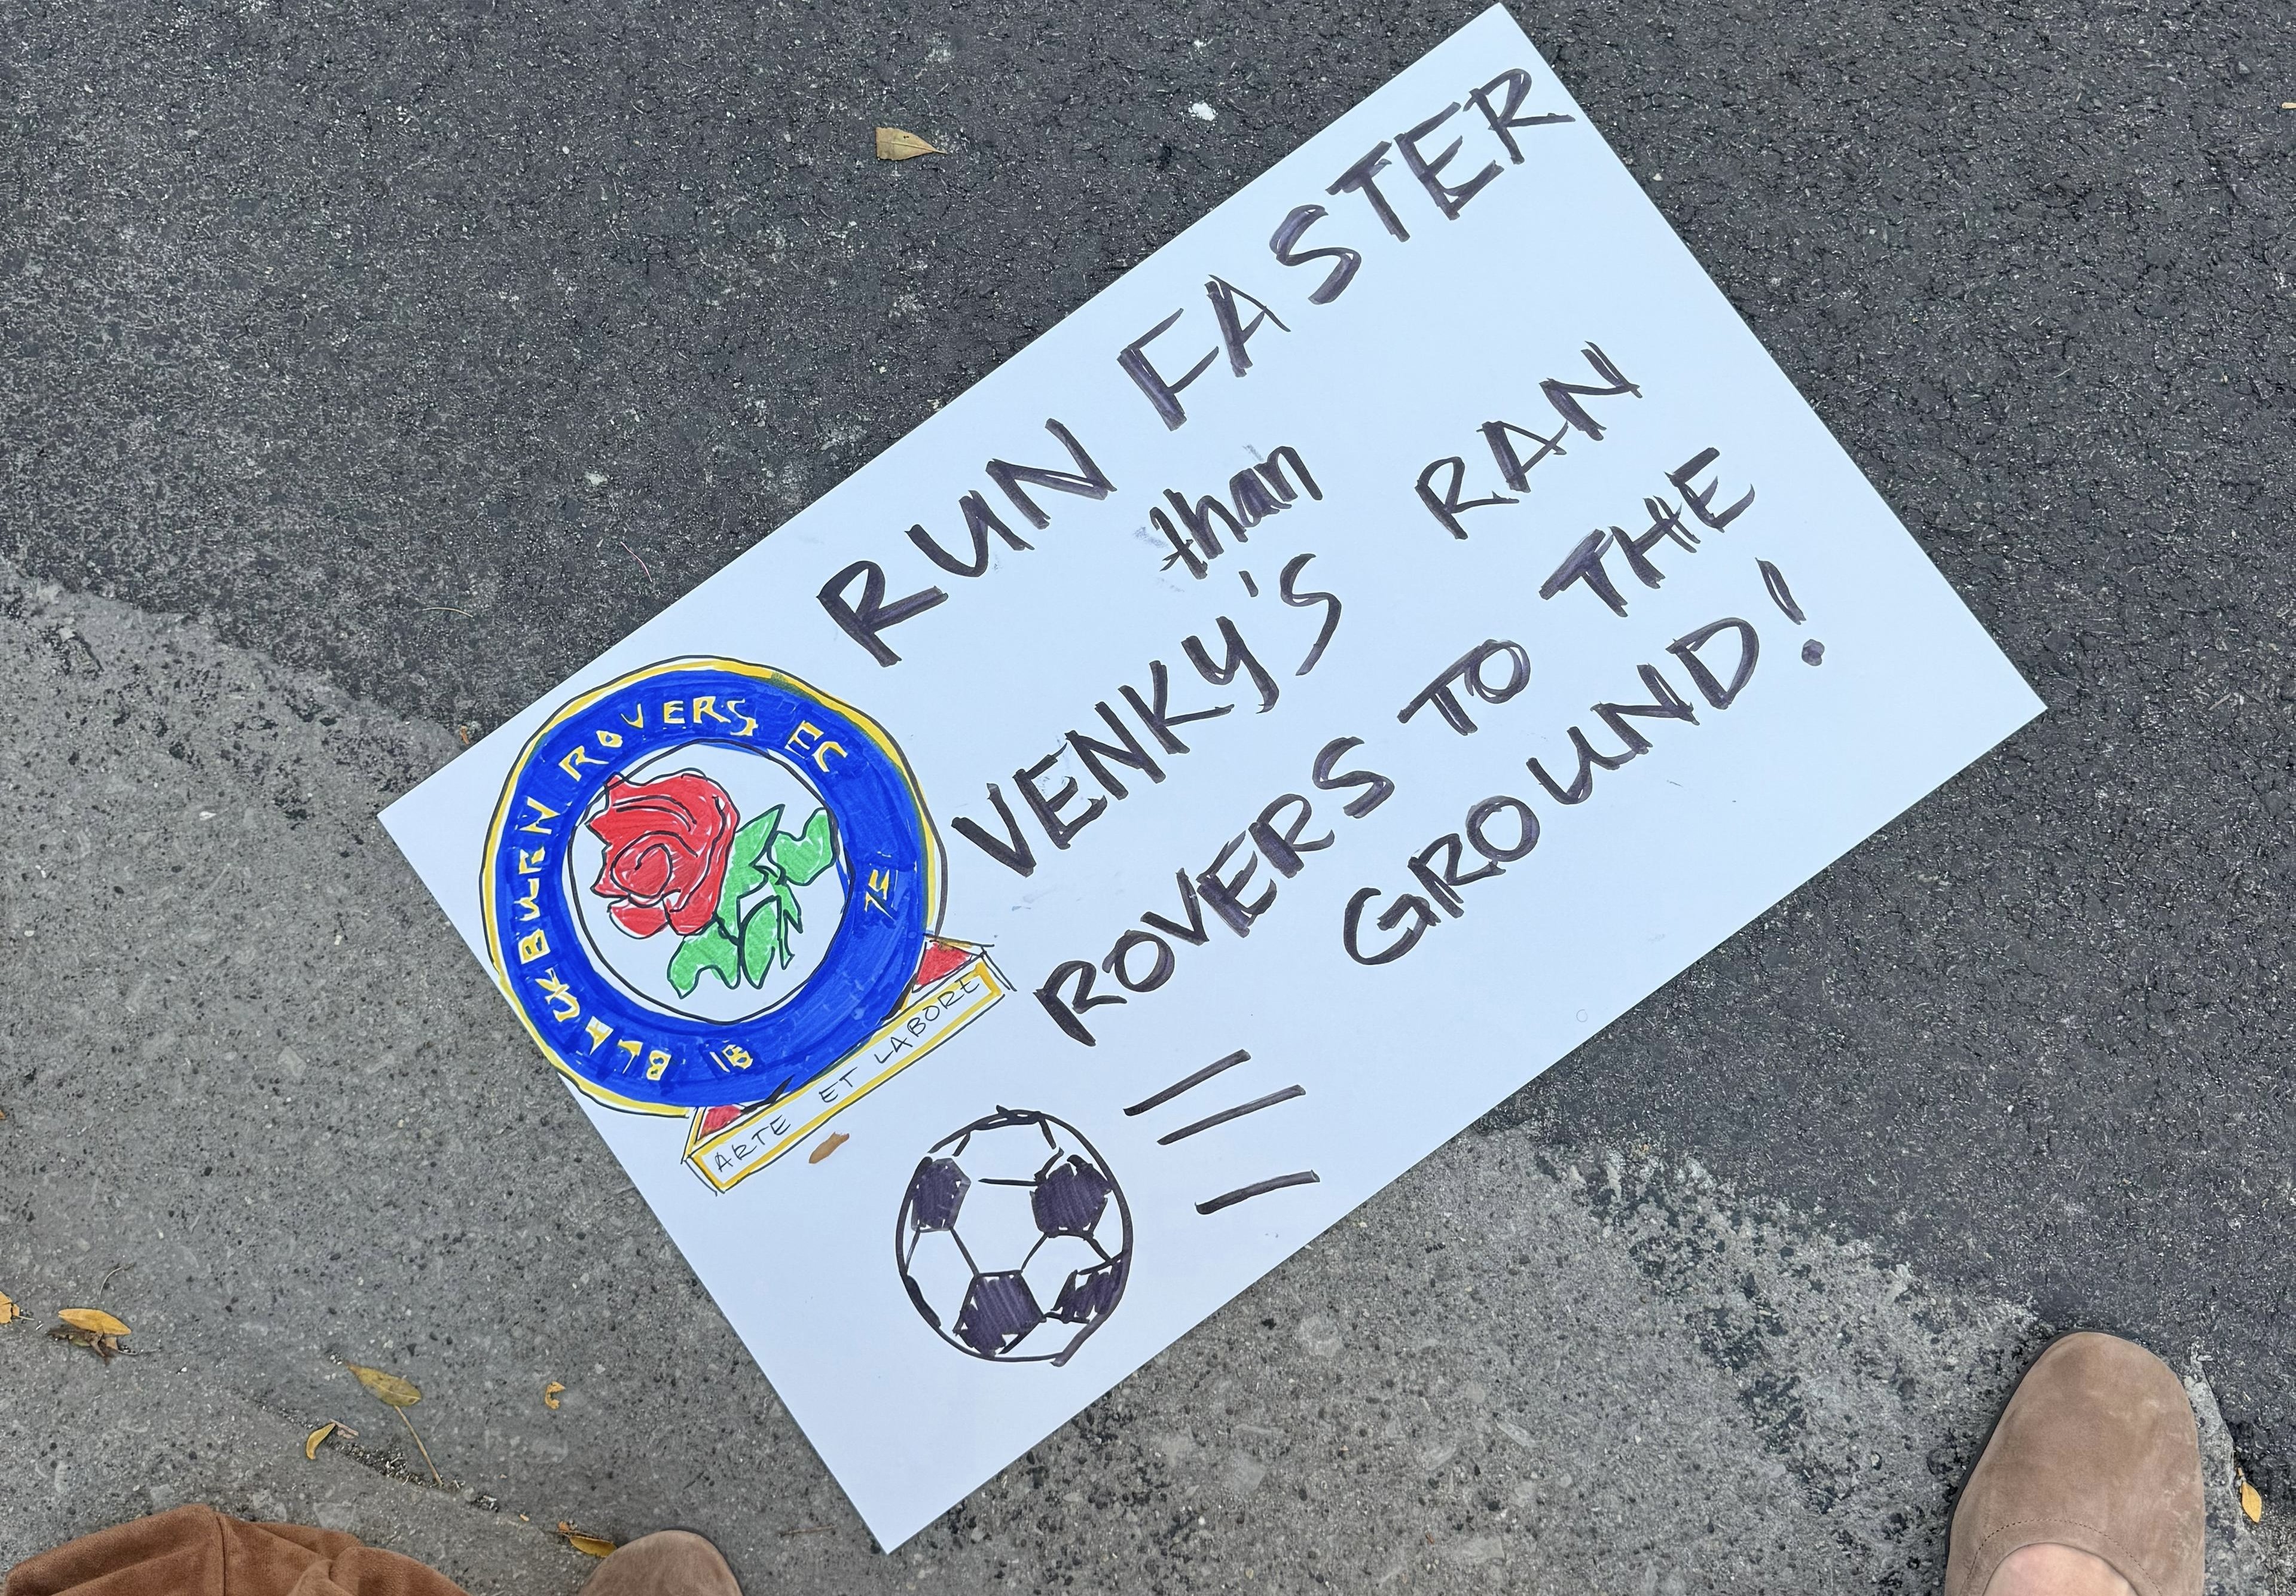 RUN FASTER
than
VENKY'S RAN
ROVERS TO THE
GROUND!
BLACKBURN ROVERS FC
18 75
ARTE ET LABORE